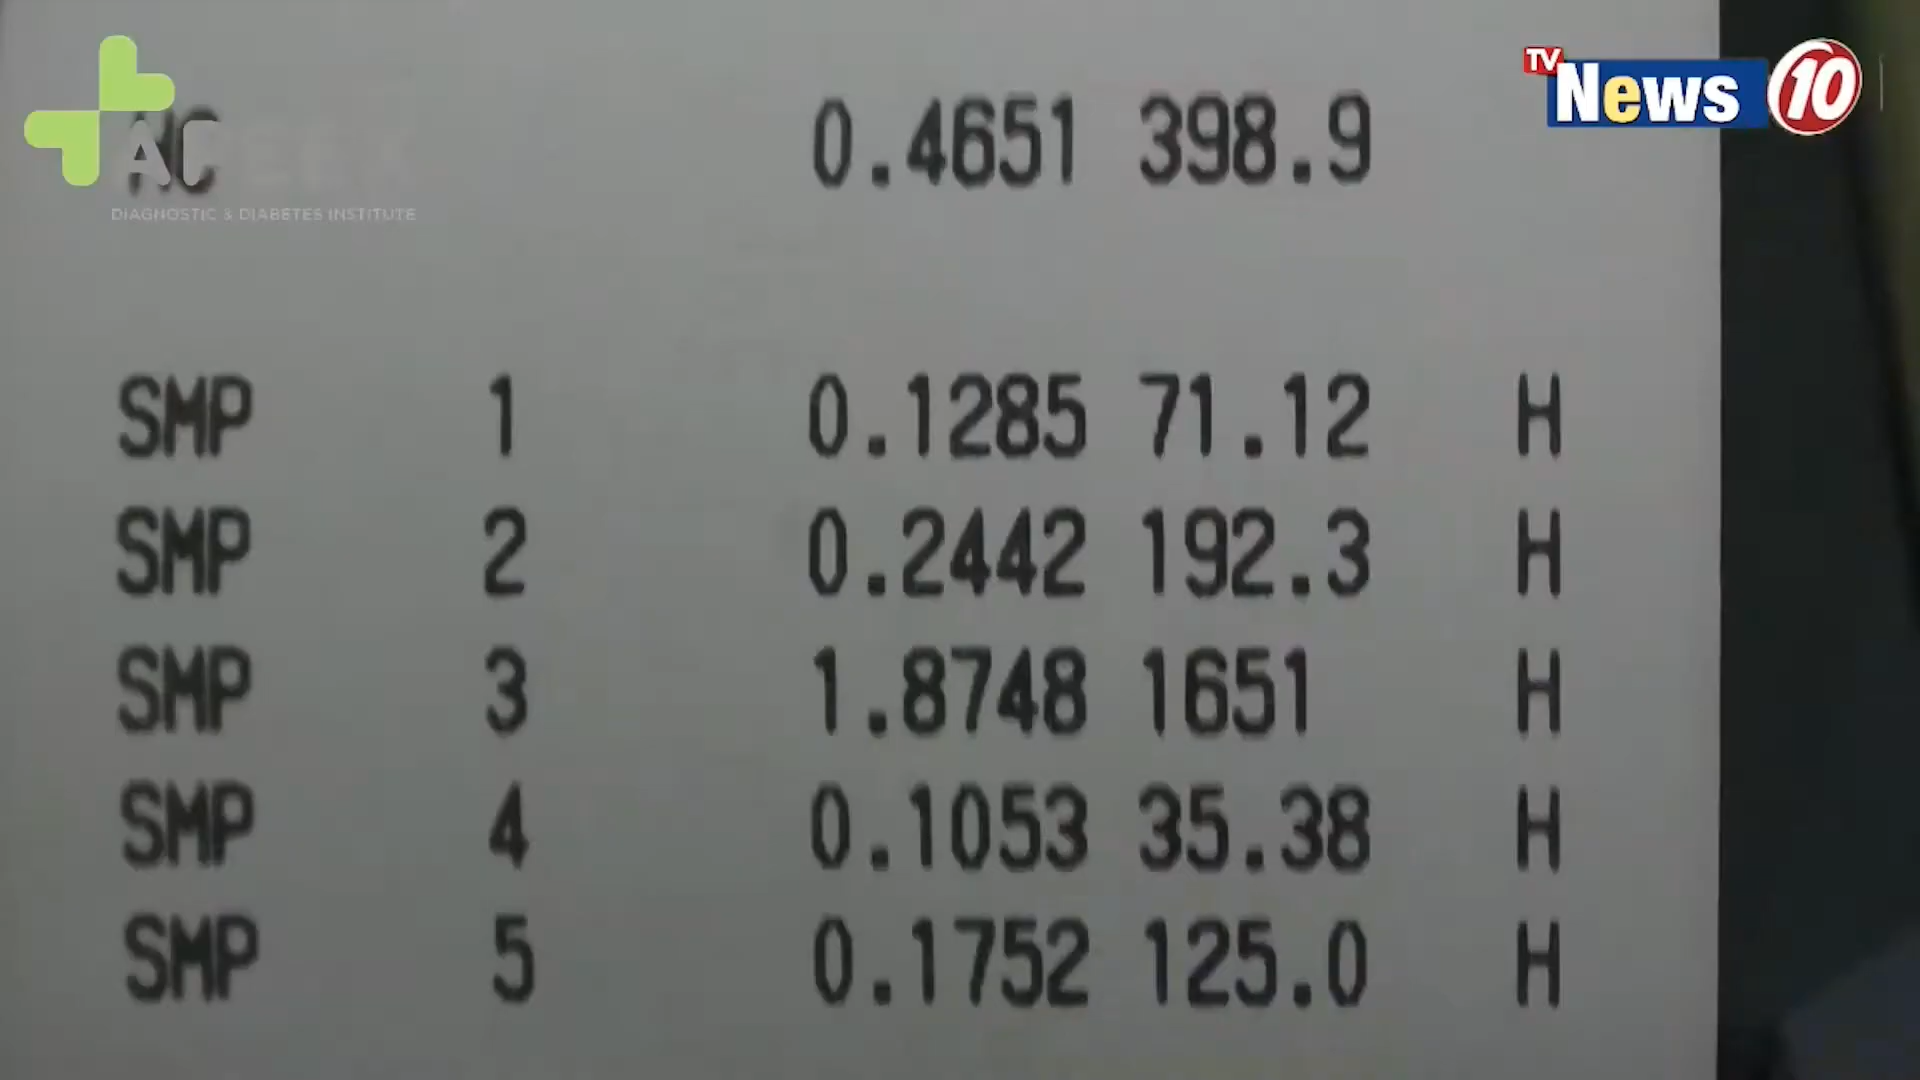 TV News 10
NC 0.4651 398.9
DIAGNOSTIC & DIABETES INSTITUTE
SMP 1 0.1285 71.12 H
SMP 2 0.2442 192.3 H
SMP 3 1.8748 1651 H
SMP 4 0.1053 35.38 H
SMP 5 0.1752 125.0 H